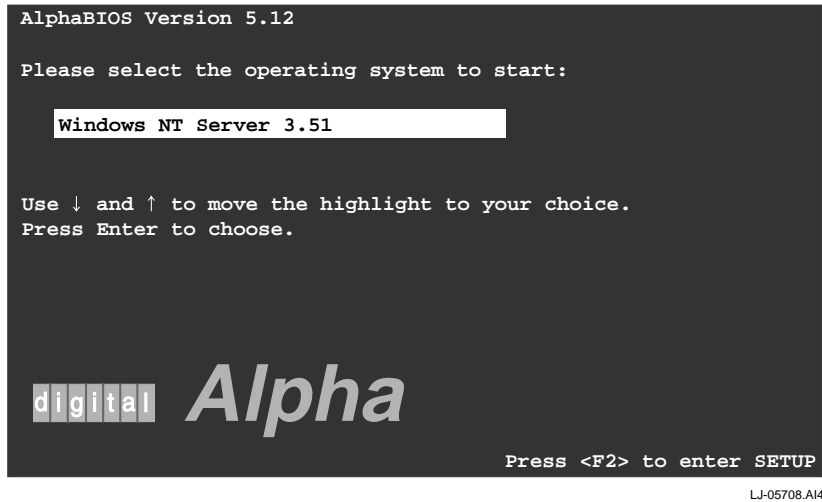 AlphaBIOS Version 5.12
Please select the operating system to start:
Windows NT Server 3.51
Use ↓ and ↑ to move the highlight to your choice.
Press Enter to choose.
digital Alpha
Press <F2> to enter SETUP
LJ-05708.AI4